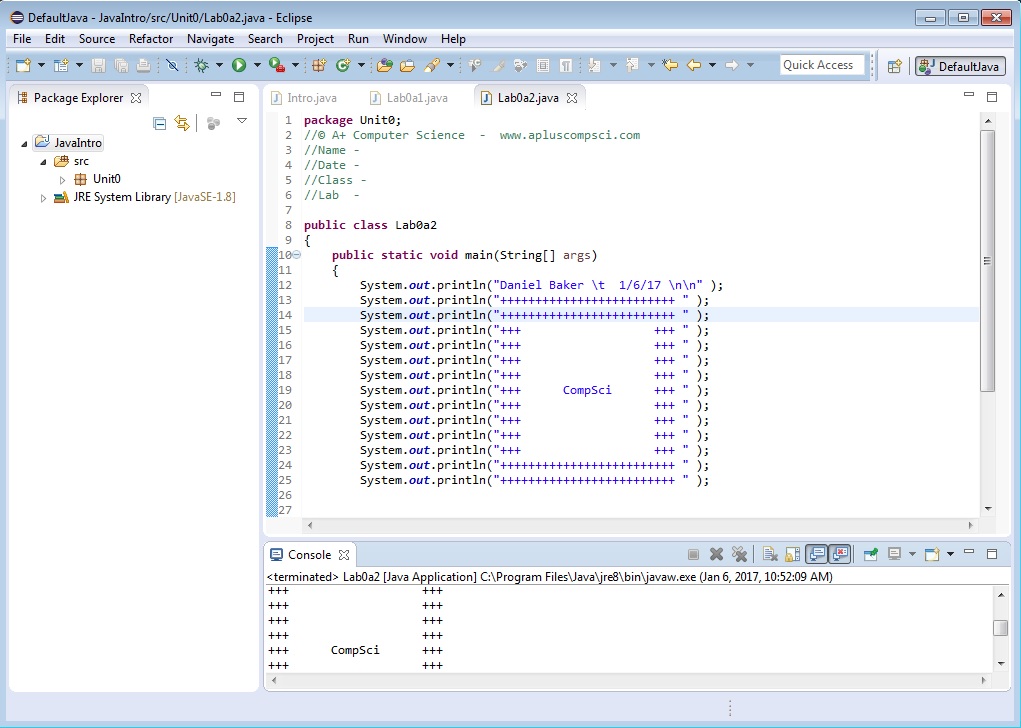 DefaultJava - JavaIntro/src/Unit0/Lab0a2.java - Eclipse
File Edit Source Refactor Navigate Search Project Run Window Help
Quick Access DefaultJava
Package Explorer
JavaIntro
src
Unit0
JRE System Library [JavaSE-1.8]
Intro.java Lab0a1.java Lab0a2.java
1 package Unit0;
2 //© A+ Computer Science  -  www.apluscompsci.com
3 //Name -
4 //Date -
5 //Class -
6 //Lab  -
7
8 public class Lab0a2
9 {
10     public static void main(String[] args)
11     {
12         System.out.println("Daniel Baker \t  1/6/17 \n\n" );
13         System.out.println("+++++++++++++++++++++++++ " );
14         System.out.println("+++++++++++++++++++++++++ " );
15         System.out.println("+++                   +++ " );
16         System.out.println("+++                   +++ " );
17         System.out.println("+++                   +++ " );
18         System.out.println("+++                   +++ " );
19         System.out.println("+++      CompSci      +++ " );
20         System.out.println("+++                   +++ " );
21         System.out.println("+++                   +++ " );
22         System.out.println("+++                   +++ " );
23         System.out.println("+++                   +++ " );
24         System.out.println("+++++++++++++++++++++++++ " );
25         System.out.println("+++++++++++++++++++++++++ " );
26
27
Console
<terminated> Lab0a2 [Java Application] C:\Program Files\Java\jre8\bin\javaw.exe (Jan 6, 2017, 10:52:09 AM)
+++                   +++
+++                   +++
+++                   +++
+++                   +++
+++      CompSci      +++
+++                   +++